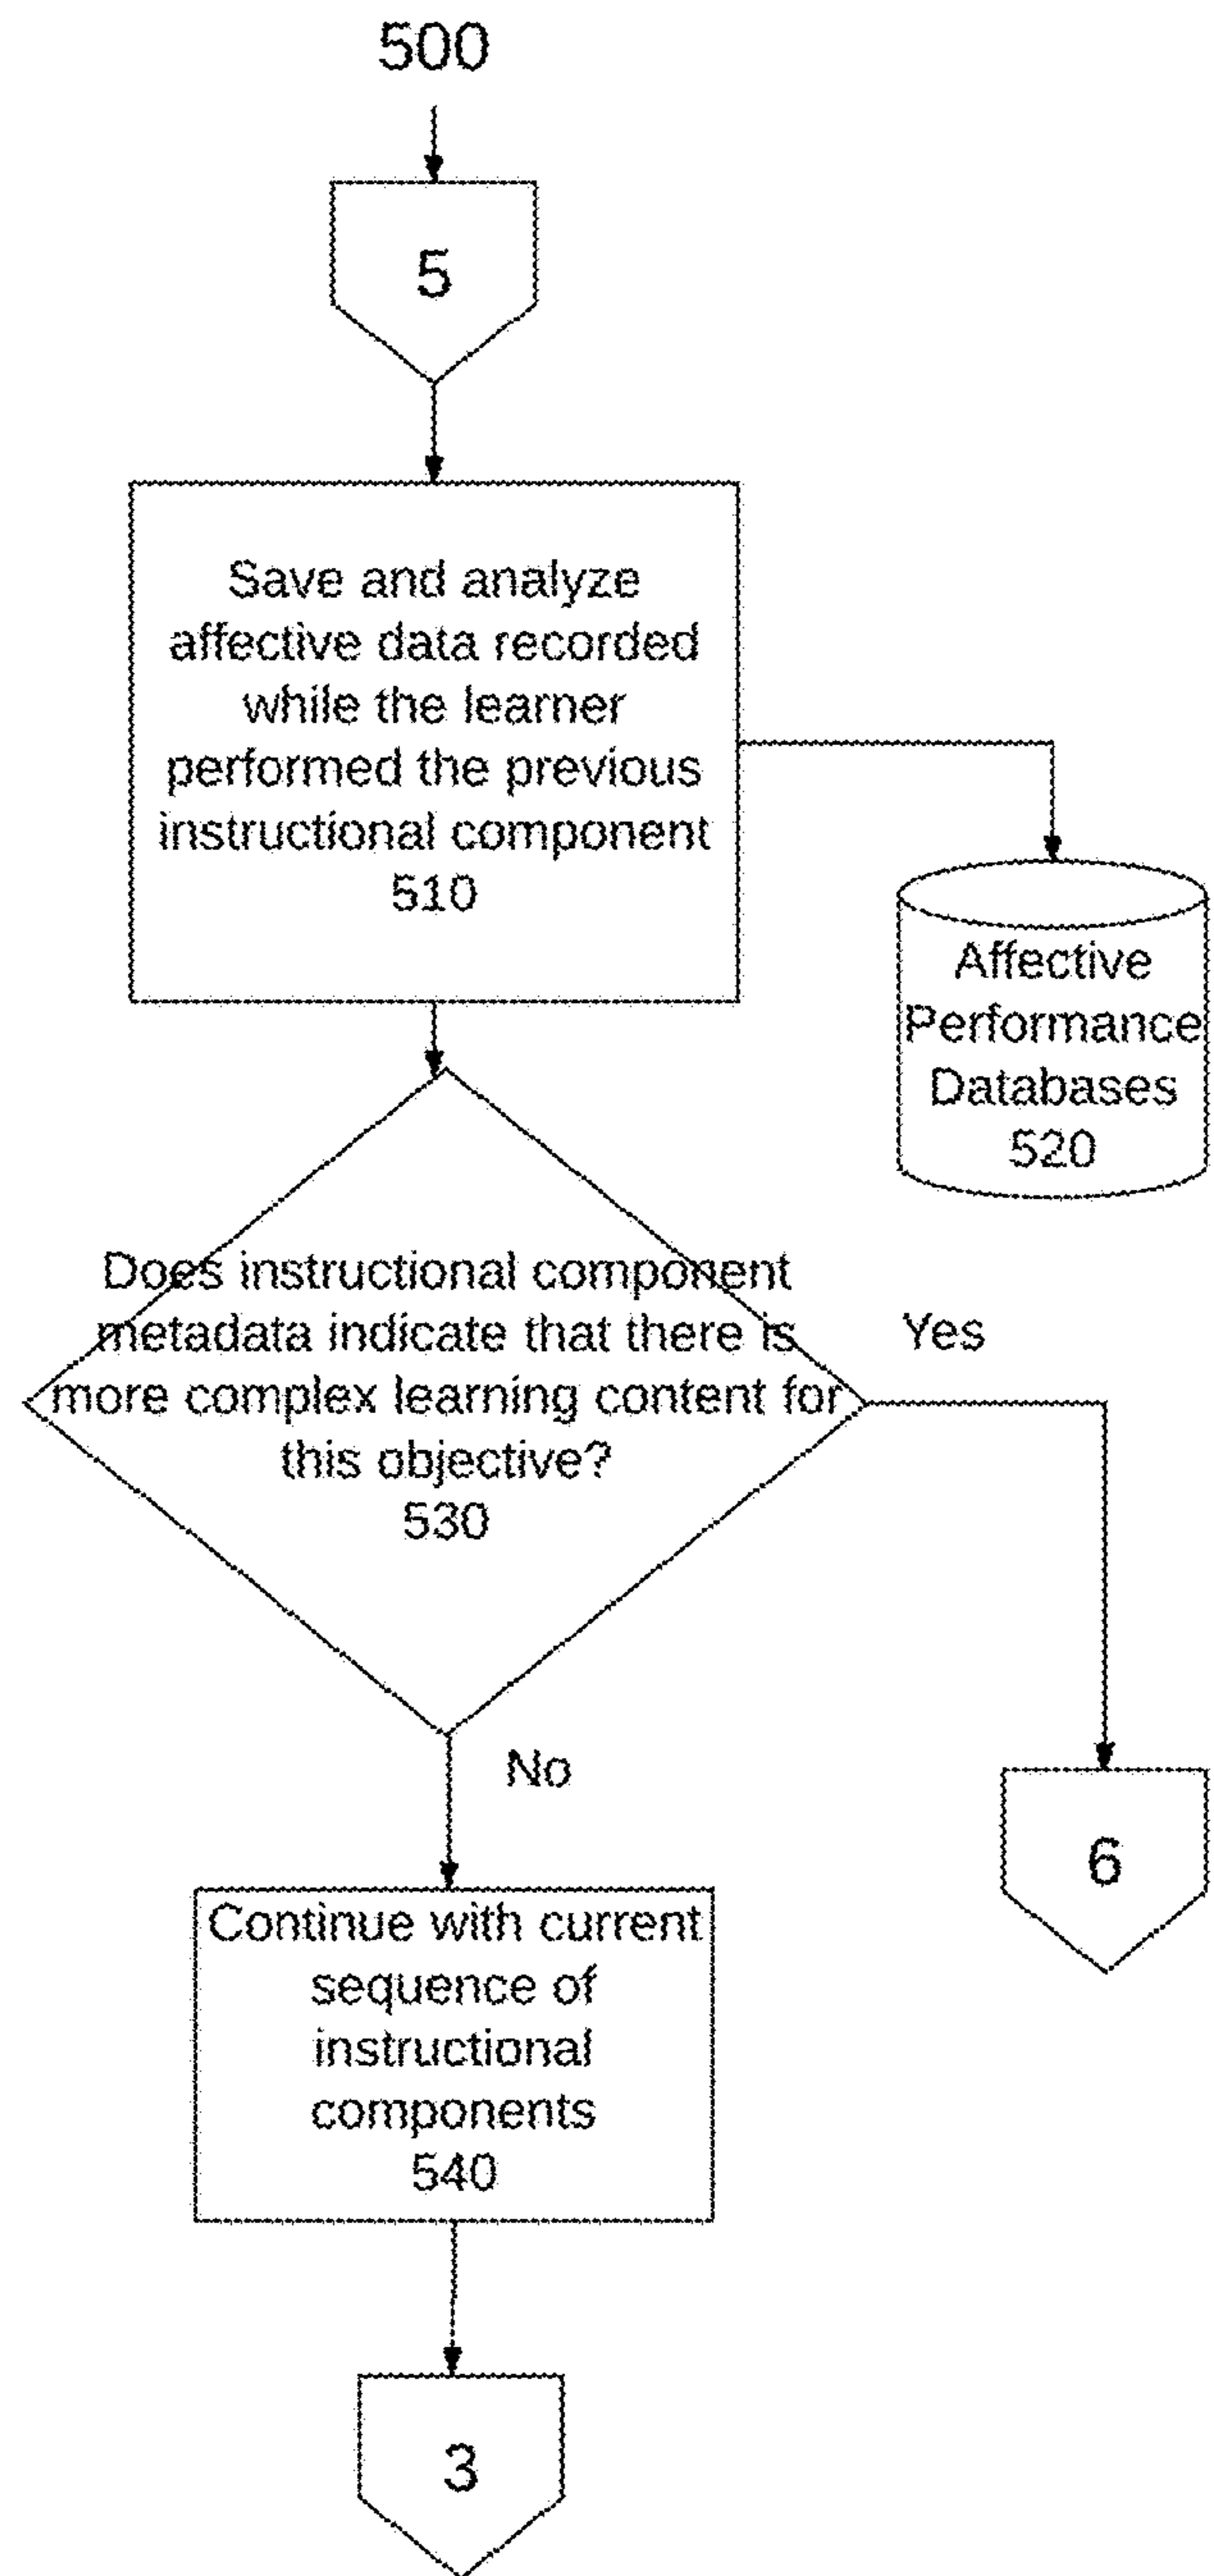 500
5
Save and analyze
affective data recorded
while the learner
performed the previous
instructional component
510
Affective
Performance
Databases
520
Does instructional component
metadata indicate that there is
more complex learning content for
this objective?
530
Yes
No
6
Continue with current
sequence of
instructional
components
540
3